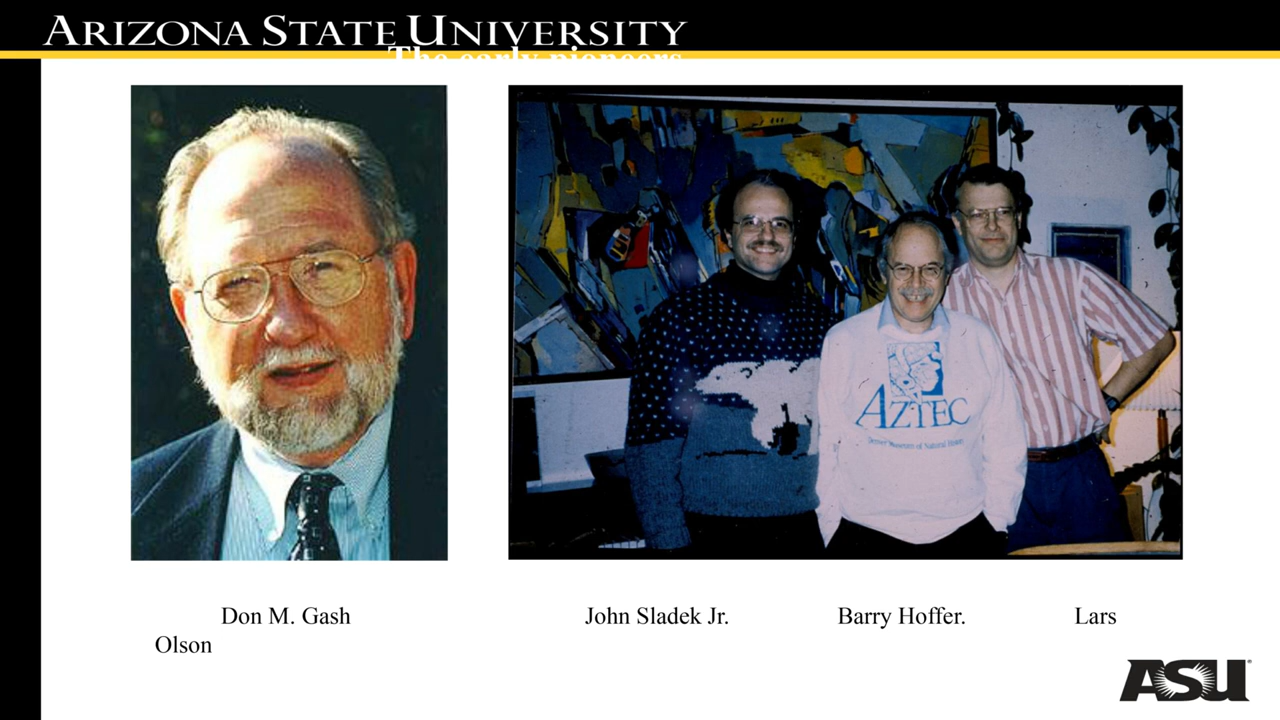 ARIZONA STATE UNIVERSITY
The early pioneers
AZTEC
Denver Museum of Natural History
Don M. Gash John Sladek Jr. Barry Hoffer. Lars
Olson
ASU